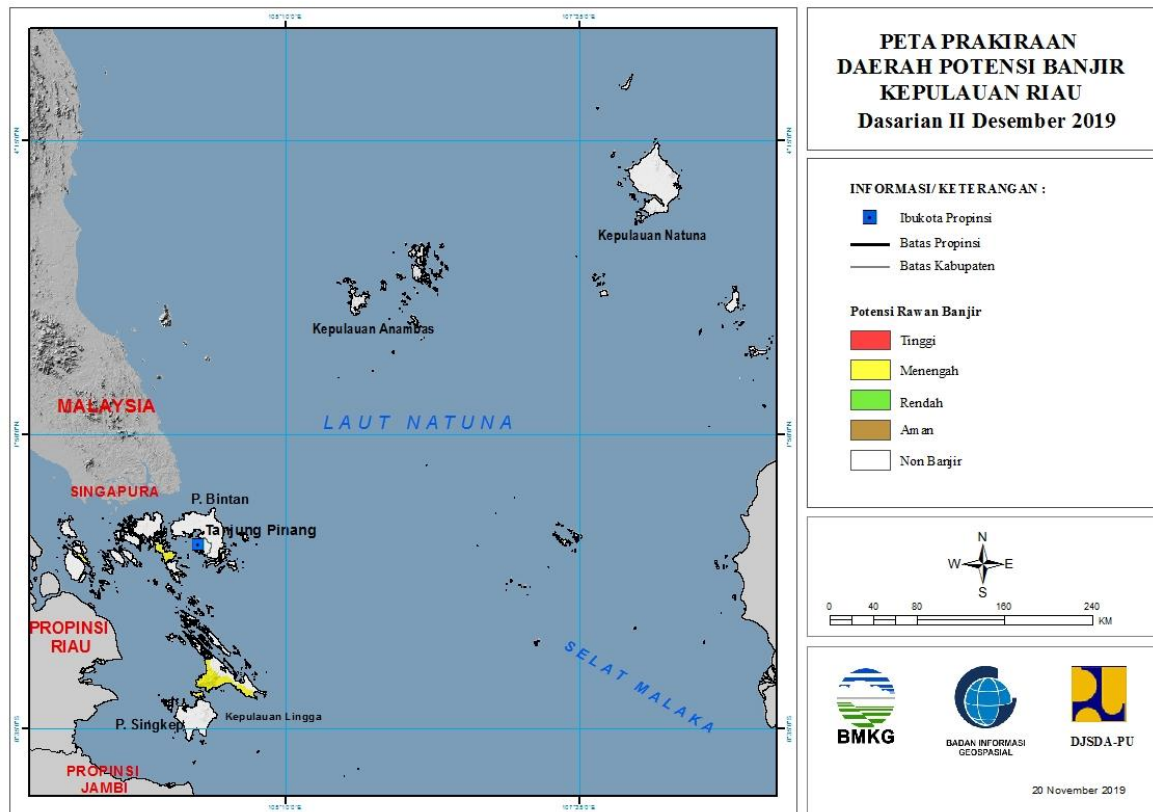 PETA PRAKIRAAN
DAERAH POTENSI BANJIR
KEPULAUAN RIAU
Dasarian II Desember 2019
INFORMASI/ KETERANGAN :
Ibukota Propinsi
Batas Propinsi
Batas Kabupaten
Potensi Rawan Banjir
Tinggi
Menengah
Rendah
Aman
Non Banjir
N
W E
S
0 40 80 160 240
KM
BMKG
BADAN INFORMASI
GEOSPASIAL
DJSDA-PU
20 November 2019
Kepulauan Natuna
Kepulauan Anambas
MALAYSIA
LAUT NATUNA
SINGAPURA
P. Bintan
Tanjung Pinang
PROPINSI
RIAU
SELAT MALAKA
P. Singkep
Kepulauan Lingga
PROPINSI
JAMBI